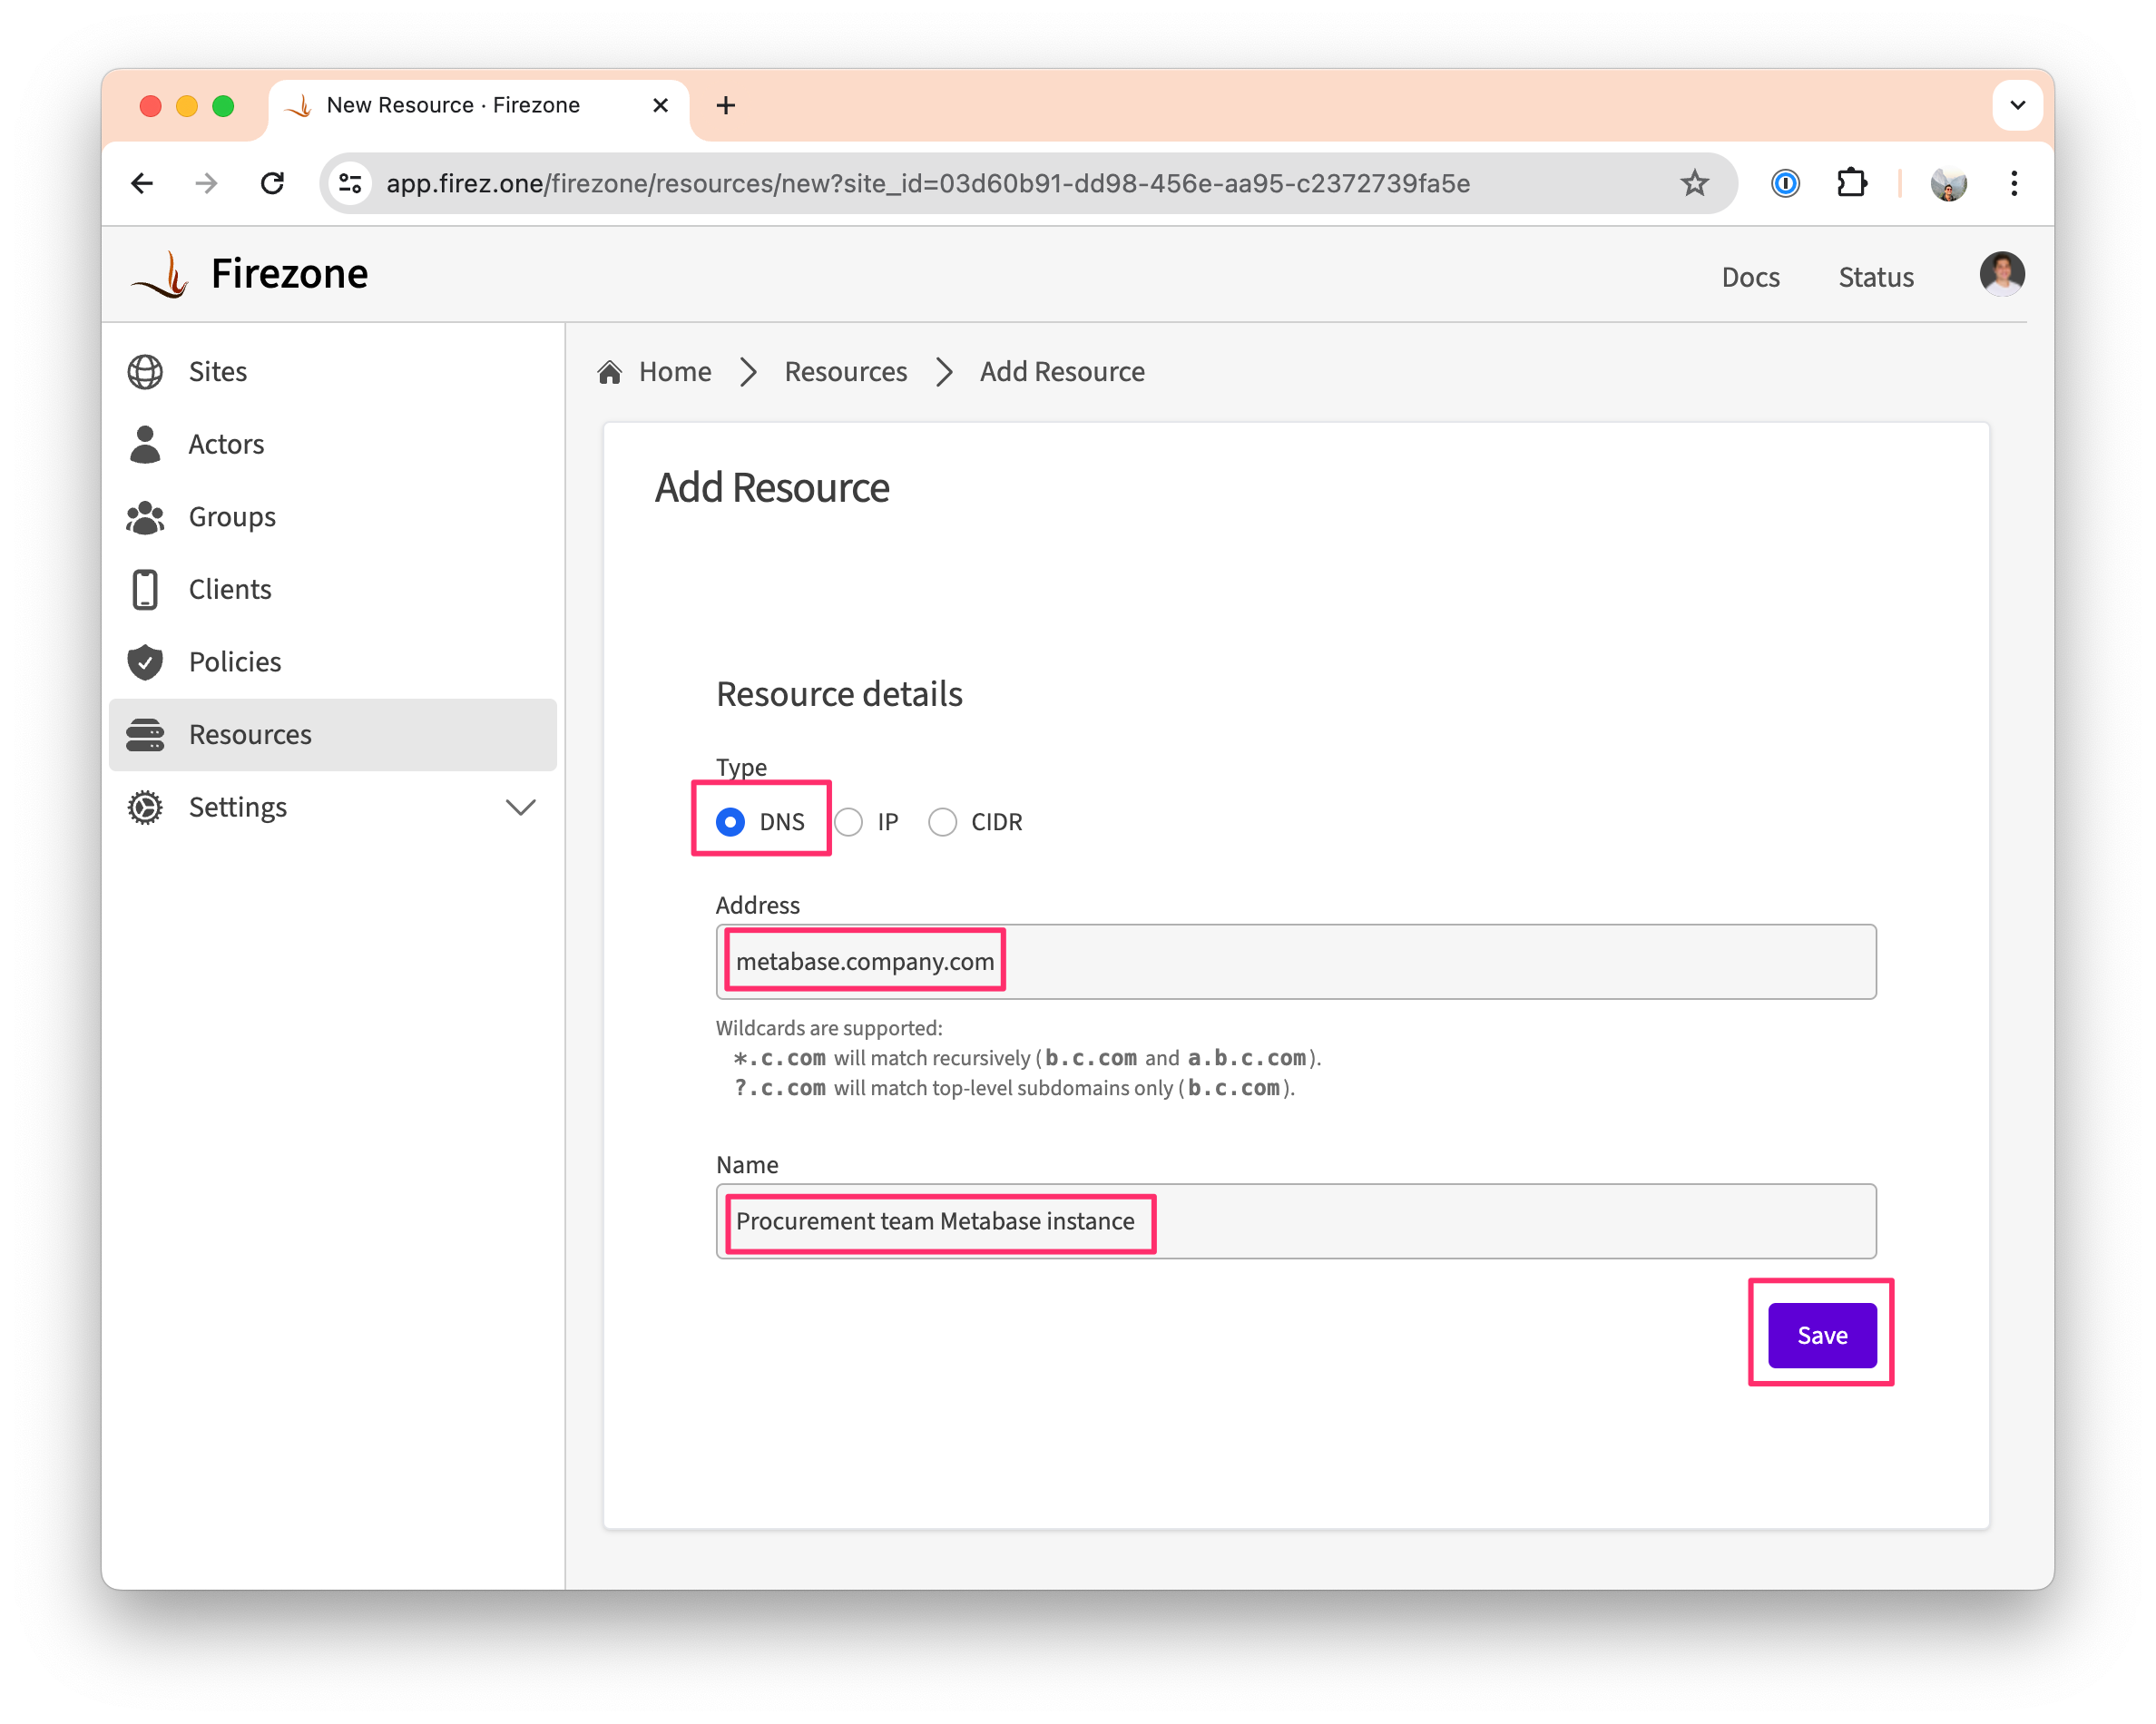 New Resource · Firezone
app.firez.one/firezone/resources/new?site_id=03d60b91-dd98-456e-aa95-c2372739fa5e
Firezone
Docs
Status
Sites
Actors
Groups
Clients
Policies
Resources
Settings
Home
Resources
Add Resource
Add Resource
Resource details
Type
DNS IP CIDR
Address
metabase.company.com
Wildcards are supported:
*.c.com will match recursively (b.c.com and a.b.c.com).
?.c.com will match top-level subdomains only (b.c.com).
Name
Procurement team Metabase instance
Save